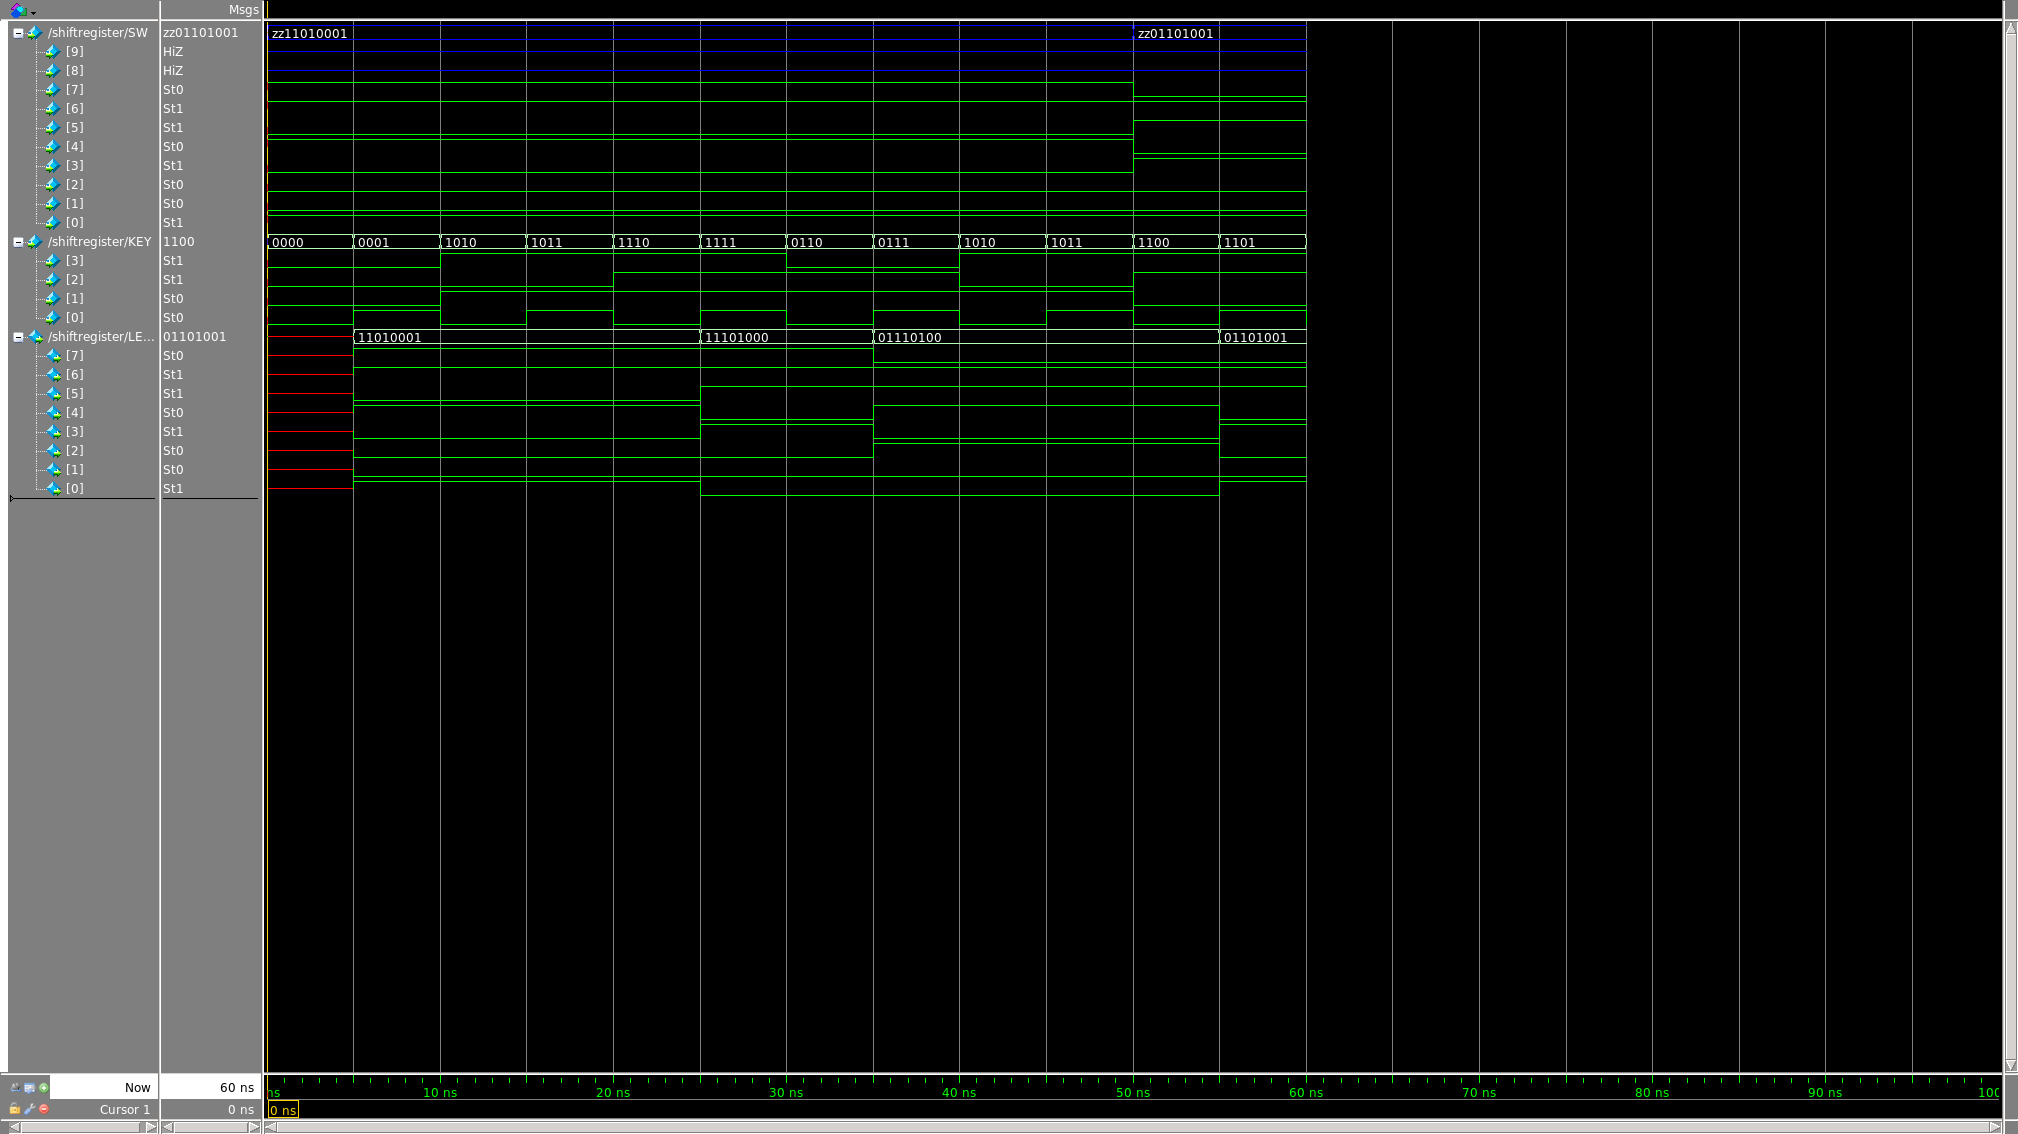 Msgs
/shiftregister/SW zz01101001 zz11010001 zz01101001
[9] HiZ
[8] HiZ
[7] St0
[6] St1
[5] St1
[4] St0
[3] St1
[2] St0
[1] St0
[0] St1
/shiftregister/KEY 1100 0000 0001 1010 1011 1110 1111 0110 0111 1010 1011 1100 1101
[3] St1
[2] St1
[1] St0
[0] St0
/shiftregister/LE... 01101001 11010001 11101000 01110100 01101001
[7] St0
[6] St1
[5] St1
[4] St0
[3] St1
[2] St0
[1] St0
[0] St1
Now 60 ns ns 10 ns 20 ns 30 ns 40 ns 50 ns 60 ns 70 ns 80 ns 90 ns 100
Cursor 1 0 ns 0 ns